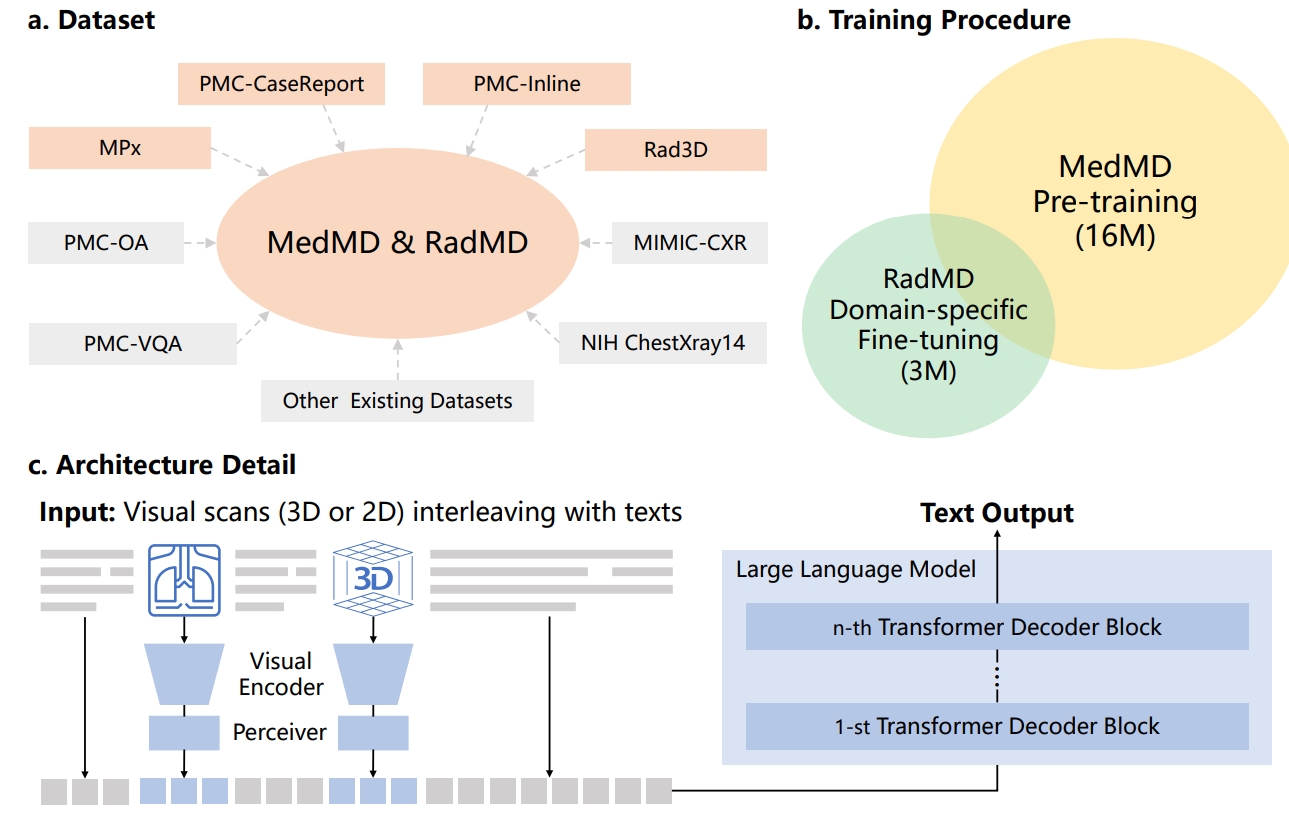 a. Dataset
PMC-CaseReport
PMC-Inline
MPx
Rad3D
PMC-OA
MedMD & RadMD
MIMIC-CXR
PMC-VQA
NIH ChestXray14
Other Existing Datasets
b. Training Procedure
MedMD
Pre-training
(16M)
RadMD
Domain-specific
Fine-tuning
(3M)
c. Architecture Detail
Input: Visual scans (3D or 2D) interleaving with texts
3D
Visual
Encoder
Perceiver
Text Output
Large Language Model
n-th Transformer Decoder Block
1-st Transformer Decoder Block